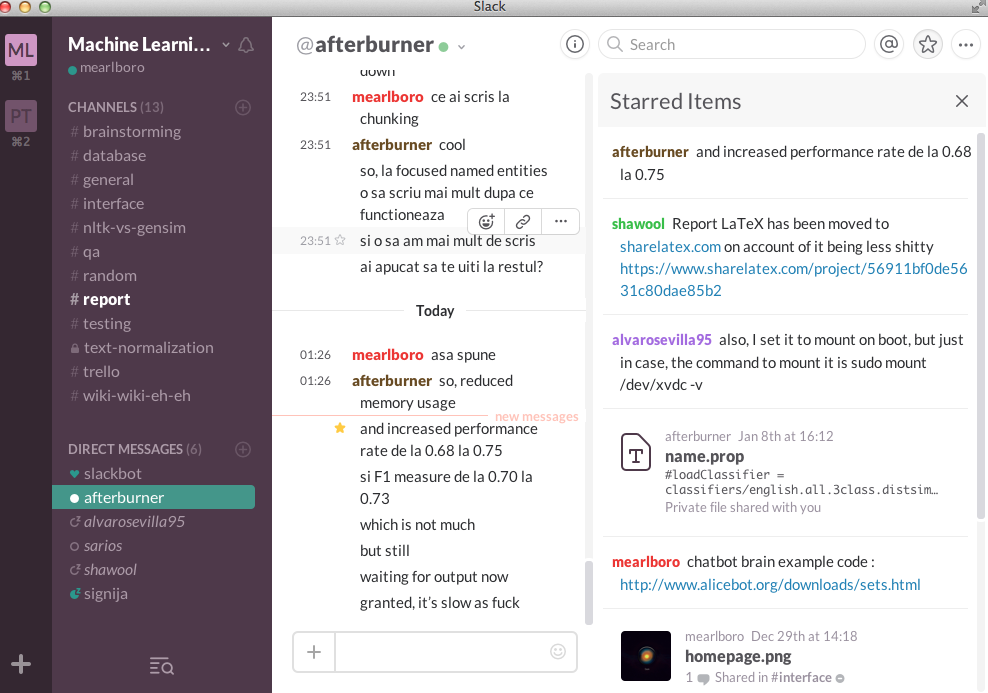 Slack
ML
⌘1
PT
⌘2
Machine Learni...
mearlboro
CHANNELS (13)
# brainstorming
# database
# general
# interface
# nltk-vs-gensim
# qa
# random
# report
# testing
text-normalization
# trello
# wiki-wiki-eh-eh
DIRECT MESSAGES (6)
slackbot
afterburner
alvarosevilla95
sarios
shawool
signija
@afterburner
down
23:51 mearlboro ce ai scris la
chunking
23:51 afterburner cool
so, la focused named entities
o sa scriu mai mult dupa ce
functioneaza
23:51 si o sa am mai mult de scris
ai apucat sa te uiti la restul?
Today
01:26 mearlboro asa spune
01:26 afterburner so, reduced
memory usage
new messages
and increased performance
rate de la 0.68 la 0.75
si F1 measure de la 0.70 la
0.73
which is not much
but still
waiting for output now
granted, it's slow as fuck
Search
Starred Items
afterburner and increased performance rate de la 0.68
la 0.75
shawool Report LaTeX has been moved to
sharelatex.com on account of it being less shitty
https://www.sharelatex.com/project/56911bf0de56
31c80dae85b2
alvarosevilla95 also, I set it to mount on boot, but just
in case, the command to mount it is sudo mount
/dev/xvdc -v
afterburner Jan 8th at 16:12
name.prop
#loadClassifier =
classifiers/english.all.3class.distsim...
Private file shared with you
mearlboro chatbot brain example code :
http://www.alicebot.org/downloads/sets.html
mearlboro Dec 29th at 14:18
homepage.png
1 Shared in #interface